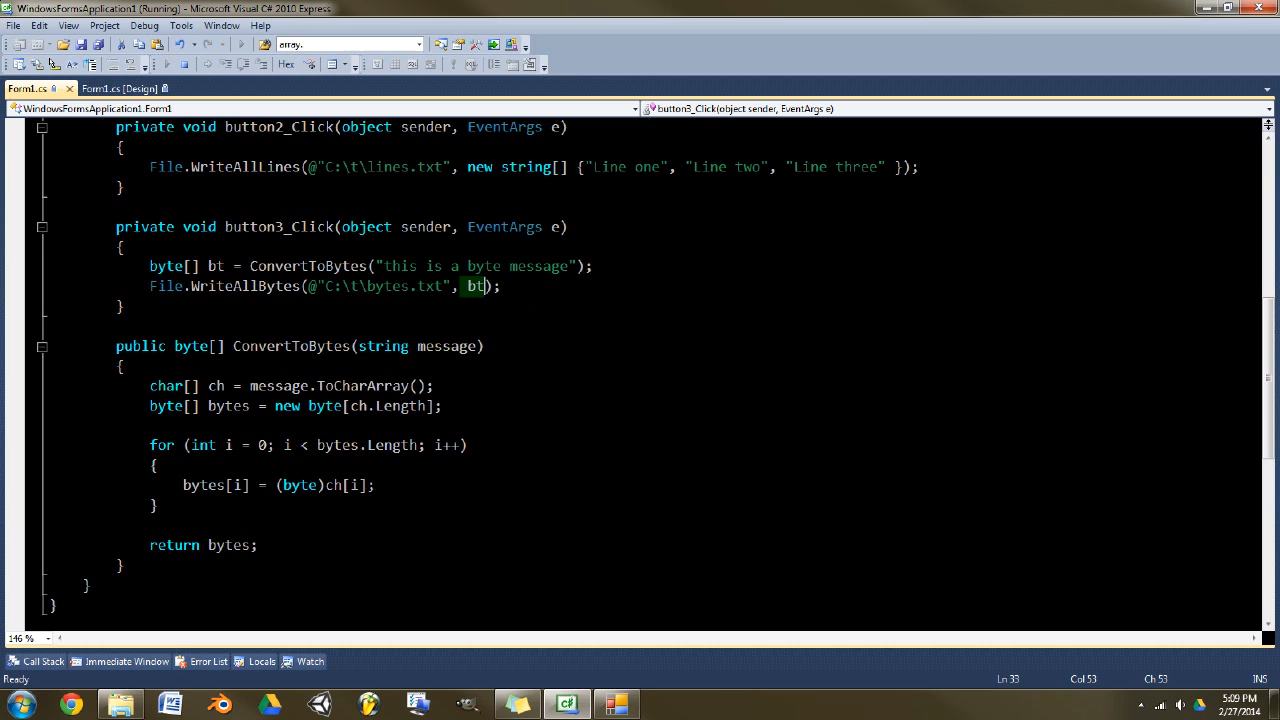 WindowsFormsApplication1 (Running) - Microsoft Visual C# 2010 Express
File Edit View Project Debug Tools Window Help
array.
Hex
Form1.cs Form1.cs [Design]
WindowsFormsApplication1.Form1 button3_Click(object sender, EventArgs e)
private void button2_Click(object sender, EventArgs e)
{
File.WriteAllLines(@"C:\t\lines.txt", new string[] {"Line one", "Line two", "Line three" });
}
private void button3_Click(object sender, EventArgs e)
{
byte[] bt = ConvertToBytes("this is a byte message");
File.WriteAllBytes(@"C:\t\bytes.txt", bt);
}
public byte[] ConvertToBytes(string message)
{
char[] ch = message.ToCharArray();
byte[] bytes = new byte[ch.Length];
for (int i = 0; i < bytes.Length; i++)
{
bytes[i] = (byte)ch[i];
}
return bytes;
}
}
}
146 %
Call Stack Immediate Window Error List Locals Watch
Ready Ln 33 Col 53 Ch 53 INS
5:09 PM
2/27/2014